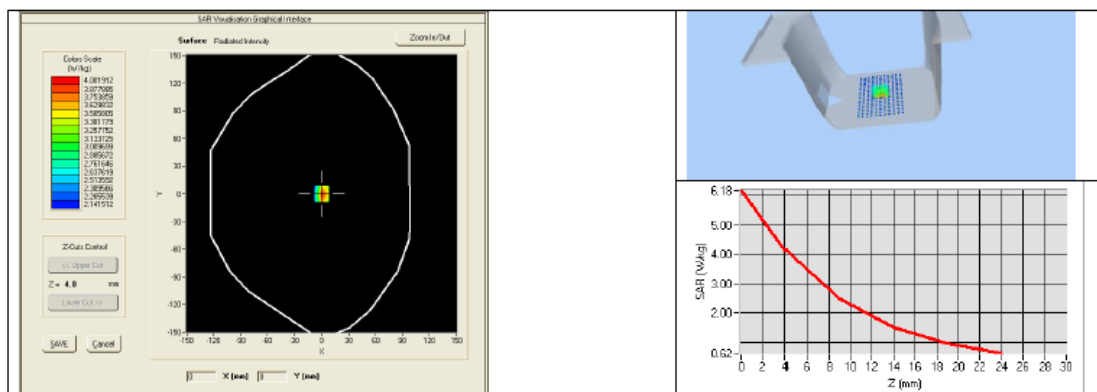 SAR Visualisation Graphical Interface
Surface Radiated Intensity
Zoom In/Out
Colors Scale
(W/kg)
4.001912
3.877885
3.753859
3.629832
3.505805
3.381779
3.257752
3.133725
3.009699
2.885672
2.761646
2.637619
2.513592
2.389566
2.265539
2.141512
150
120
90
60
30
0
-30
-60
-90
-120
-150
Y
-150 -120 -90 -60 -30 0 30 60 90 120 150
X
Z-Cuts Control
<< Upper Cut
Z = 4.0 mm
Lower Cut >>
SAVE Cancel
0 X (mm) 0 Y (mm)
6.18
5.00
4.00
3.00
2.00
0.62
SAR (W/kg)
0 2 4 6 8 10 12 14 16 18 20 22 24 26 28 30
Z (mm)